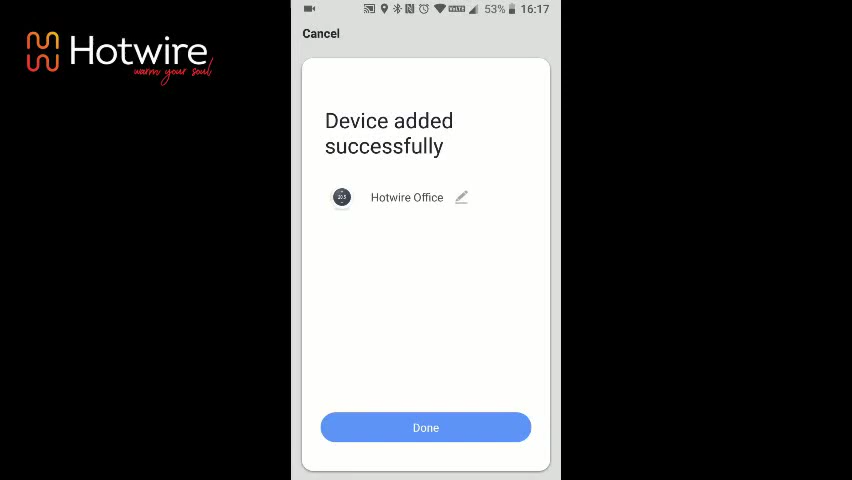 Hotwire
warm your soul
53% 16:17
Cancel
Device added
successfully
Hotwire Office
Done